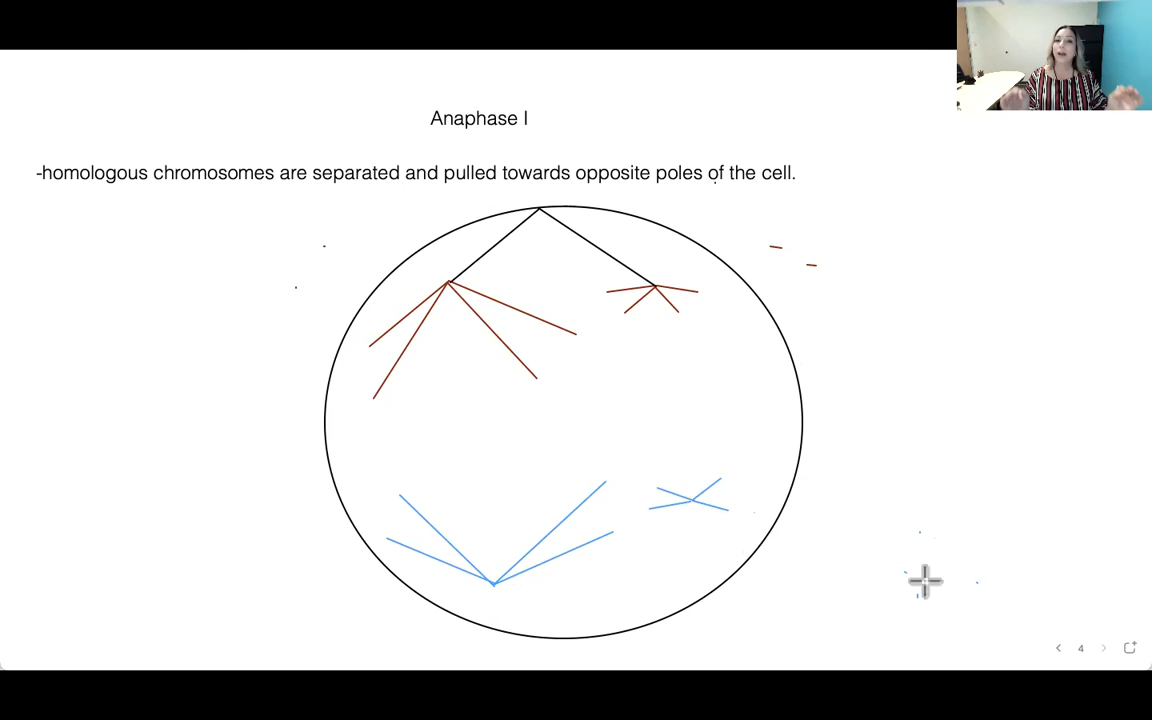 Anaphase I
-homologous chromosomes are separated and pulled towards opposite poles of the cell.
4